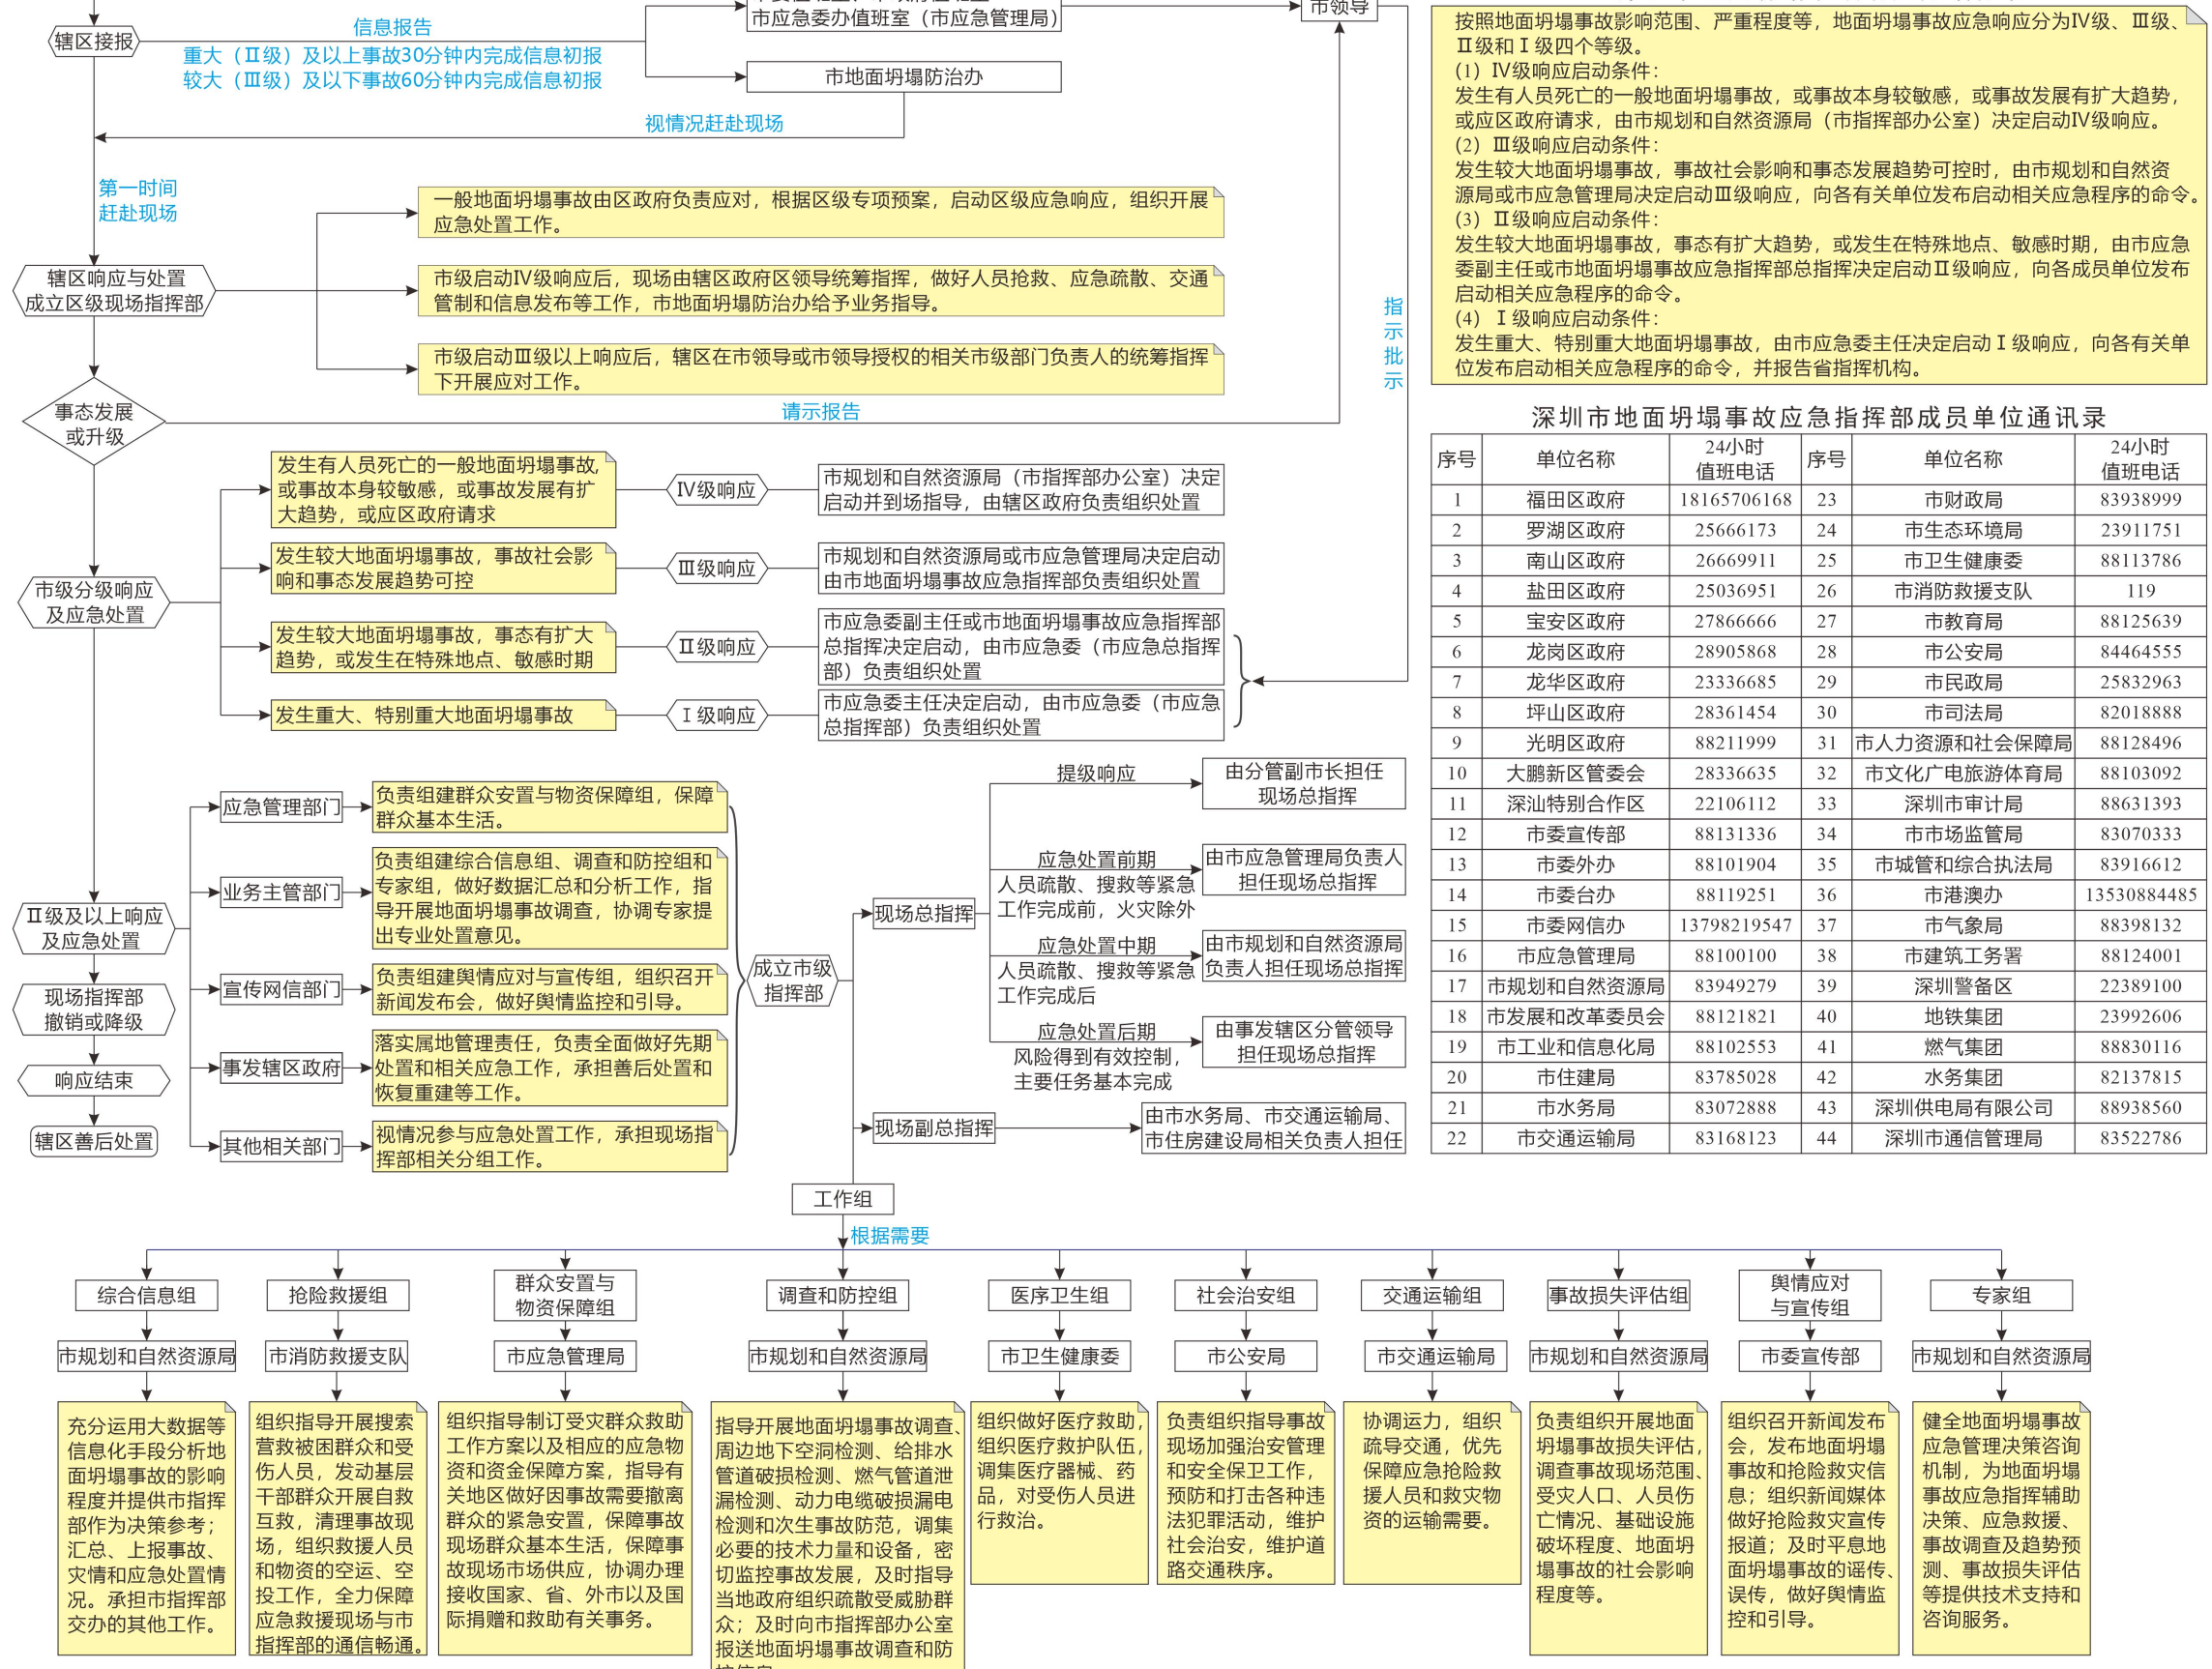 市应急委办值班室（市应急管理局）
市领导
辖区接报
信息报告
重大（Ⅱ级）及以上事故30分钟内完成信息初报
较大（Ⅲ级）及以下事故60分钟内完成信息初报
市地面坍塌防治办
视情况赶赴现场
第一时间
赶赴现场
一般地面坍塌事故由区政府负责应对，根据区级专项预案，启动区级应急响应，组织开展
应急处置工作。
辖区响应与处置
成立区级现场指挥部
市级启动Ⅳ级响应后，现场由辖区政府区领导统筹指挥，做好人员抢救、应急疏散、交通
管制和信息发布等工作，市地面坍塌防治办给予业务指导。
市级启动Ⅲ级以上响应后，辖区在市领导或市领导授权的相关市级部门负责人的统筹指挥
下开展应对工作。
指
示
批
示
事态发展
或升级
请示报告
发生有人员死亡的一般地面坍塌事故,
或事故本身较敏感，或事故发展有扩
大趋势，或应区政府请求
Ⅳ级响应
市规划和自然资源局（市指挥部办公室）决定
启动并到场指导，由辖区政府负责组织处置
市级分级响应
及应急处置
发生较大地面坍塌事故，事故社会影
响和事态发展趋势可控
Ⅲ级响应
市规划和自然资源局或市应急管理局决定启动
由市地面坍塌事故应急指挥部负责组织处置
发生较大地面坍塌事故，事态有扩大
趋势，或发生在特殊地点、敏感时期
Ⅱ级响应
市应急委副主任或市地面坍塌事故应急指挥部
总指挥决定启动，由市应急委（市应急总指挥
部）负责组织处置
发生重大、特别重大地面坍塌事故
Ⅰ级响应
市应急委主任决定启动，由市应急委（市应急
总指挥部）负责组织处置
按照地面坍塌事故影响范围、严重程度等，地面坍塌事故应急响应分为Ⅳ级、Ⅲ级、
Ⅱ级和Ⅰ级四个等级。
(1) Ⅳ级响应启动条件：
发生有人员死亡的一般地面坍塌事故，或事故本身较敏感，或事故发展有扩大趋势，
或应区政府请求，由市规划和自然资源局（市指挥部办公室）决定启动Ⅳ级响应。
(2) Ⅲ级响应启动条件：
发生较大地面坍塌事故，事故社会影响和事态发展趋势可控时，由市规划和自然资
源局或市应急管理局决定启动Ⅲ级响应，向各有关单位发布启动相关应急程序的命令。
(3) Ⅱ级响应启动条件：
发生较大地面坍塌事故，事态有扩大趋势，或发生在特殊地点、敏感时期，由市应急
委副主任或市地面坍塌事故应急指挥部总指挥决定启动Ⅱ级响应，向各成员单位发布
启动相关应急程序的命令。
(4) Ⅰ级响应启动条件：
发生重大、特别重大地面坍塌事故，由市应急委主任决定启动Ⅰ级响应，向各有关单
位发布启动相关应急程序的命令，并报告省指挥机构。
深圳市地面坍塌事故应急指挥部成员单位通讯录
序号 单位名称 24小时值班电话 序号 单位名称 24小时值班电话
1 福田区政府 18165706168 23 市财政局 83938999
2 罗湖区政府 25666173 24 市生态环境局 23911751
3 南山区政府 26669911 25 市卫生健康委 88113786
4 盐田区政府 25036951 26 市消防救援支队 119
5 宝安区政府 27866666 27 市教育局 88125639
6 龙岗区政府 28905868 28 市公安局 84464555
7 龙华区政府 23336685 29 市民政局 25832963
8 坪山区政府 28361454 30 市司法局 82018888
9 光明区政府 88211999 31 市人力资源和社会保障局 88128496
10 大鹏新区管委会 28336635 32 市文化广电旅游体育局 88103092
11 深汕特别合作区 22106112 33 深圳市审计局 88631393
12 市委宣传部 88131336 34 市市场监管局 83070333
13 市委外办 88101904 35 市城管和综合执法局 83916612
14 市委台办 88119251 36 市港澳办 13530884485
15 市委网信办 13798219547 37 市气象局 88398132
16 市应急管理局 88100100 38 市建筑工务署 88124001
17 市规划和自然资源局 83949279 39 深圳警备区 22389100
18 市发展和改革委员会 88121821 40 地铁集团 23992606
19 市工业和信息化局 88102553 41 燃气集团 88830116
20 市住建局 83785028 42 水务集团 82137815
21 市水务局 83072888 43 深圳供电局有限公司 88938560
22 市交通运输局 83168123 44 深圳市通信管理局 83522786
Ⅱ级及以上响应
及应急处置
现场指挥部
撤销或降级
响应结束
辖区善后处置
应急管理部门
负责组建群众安置与物资保障组，保障
群众基本生活。
业务主管部门
负责组建综合信息组、调查和防控组和
专家组，做好数据汇总和分析工作，指
导开展地面坍塌事故调查，协调专家提
出专业处置意见。
宣传网信部门
负责组建舆情应对与宣传组，组织召开
新闻发布会，做好舆情监控和引导。
事发辖区政府
落实属地管理责任，负责全面做好先期
处置和相关应急工作，承担善后处置和
恢复重建等工作。
其他相关部门
视情况参与应急处置工作，承担现场指
挥部相关分组工作。
成立市级
指挥部
现场总指挥
提级响应
由分管副市长担任
现场总指挥
应急处置前期
人员疏散、搜救等紧急
工作完成前，火灾除外
由市应急管理局负责人
担任现场总指挥
应急处置中期
人员疏散、搜救等紧急
工作完成后
由市规划和自然资源局
负责人担任现场总指挥
应急处置后期
风险得到有效控制，
主要任务基本完成
由事发辖区分管领导
担任现场总指挥
现场副总指挥
由市水务局、市交通运输局、
市住房建设局相关负责人担任
工作组
根据需要
综合信息组
市规划和自然资源局
充分运用大数据等
信息化手段分析地
面坍塌事故的影响
程度并提供市指挥
部作为决策参考；
汇总、上报事故、
灾情和应急处置情
况。承担市指挥部
交办的其他工作。
抢险救援组
市消防救援支队
组织指导开展搜索
营救被困群众和受
伤人员，发动基层
干部群众开展自救
互救，清理事故现
场，组织救援人员
和物资的空运、空
投工作，全力保障
应急救援现场与市
指挥部的通信畅通。
群众安置与
物资保障组
市应急管理局
组织指导制订受灾群众救助
工作方案以及相应的应急物
资和资金保障方案，指导有
关地区做好因事故需要撤离
群众的紧急安置，保障事故
现场群众基本生活，保障事
故现场市场供应，协调办理
接收国家、省、外市以及国
际捐赠和救助有关事务。
调查和防控组
市规划和自然资源局
指导开展地面坍塌事故调查、
周边地下空洞检测、给排水
管道破损检测、燃气管道泄
漏检测、动力电缆破损漏电
检测和次生事故防范，调集
必要的技术力量和设备，密
切监控事故发展，及时指导
当地政府组织疏散受威胁群
众；及时向市指挥部办公室
报送地面坍塌事故调查和防
医序卫生组
市卫生健康委
组织做好医疗救助，
组织医疗救护队伍，
调集医疗器械、药
品，对受伤人员进
行救治。
社会治安组
市公安局
负责组织指导事故
现场加强治安管理
和安全保卫工作，
预防和打击各种违
法犯罪活动，维护
社会治安，维护道
路交通秩序。
交通运输组
市交通运输局
协调运力，组织
疏导交通，优先
保障应急抢险救
援人员和救灾物
资的运输需要。
事故损失评估组
市规划和自然资源局
负责组织开展地面
坍塌事故损失评估，
调查事故现场范围、
受灾人口、人员伤
亡情况、基础设施
破坏程度、地面坍
塌事故的社会影响
程度等。
舆情应对
与宣传组
市委宣传部
组织召开新闻发布
会，发布地面坍塌
事故和抢险救灾信
息；组织新闻媒体
做好抢险救灾宣传
报道；及时平息地
面坍塌事故的谣传、
误传，做好舆情监
控和引导。
专家组
市规划和自然资源局
健全地面坍塌事故
应急管理决策咨询
机制，为地面坍塌
事故应急指挥辅助
决策、应急救援、
事故调查及趋势预
测、事故损失评估
等提供技术支持和
咨询服务。